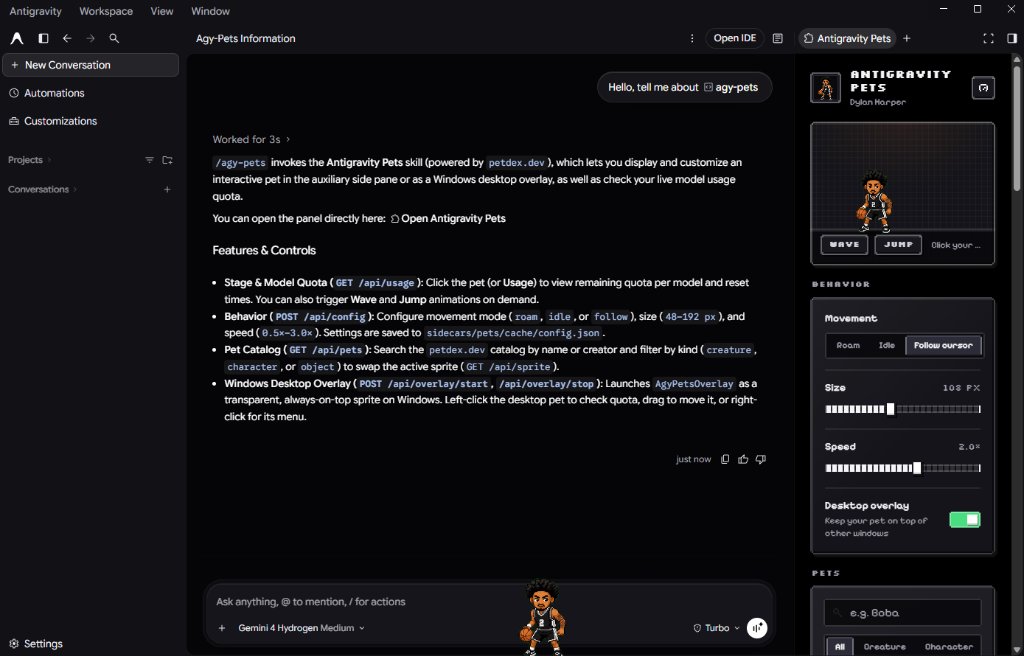 Antigravity Workspace View Window
Agy-Pets Information
Open IDE
Antigravity Pets
New Conversation
Automations
Customizations
Projects
Conversations
Settings
Hello, tell me about agy-pets
Worked for 3s
/agy-pets invokes the Antigravity Pets skill (powered by petdex.dev), which lets you display and customize an
interactive pet in the auxiliary side pane or as a Windows desktop overlay, as well as check your live model usage
quota.
You can open the panel directly here: Open Antigravity Pets
Features & Controls
• Stage & Model Quota (GET /api/usage): Click the pet (or Usage) to view remaining quota per model and reset
times. You can also trigger Wave and Jump animations on demand.
• Behavior (POST /api/config): Configure movement mode (roam, idle, or follow), size (48–192 px), and
speed (0.5×–3.0×). Settings are saved to sidecars/pets/cache/config.json.
• Pet Catalog (GET /api/pets): Search the petdex.dev catalog by name or creator and filter by kind (creature,
character, or object) to swap the active sprite (GET /api/sprite).
• Windows Desktop Overlay (POST /api/overlay/start, /api/overlay/stop): Launches AgyPetsOverlay as a
transparent, always-on-top sprite on Windows. Left-click the desktop pet to check quota, drag to move it, or right-
click for its menu.
just now
Ask anything, @ to mention, / for actions
Gemini 4 Hydrogen Medium
Turbo
ANTIGRAVITY
PETS
Dylan Harper
2
WAVE JUMP Click your ...
BEHAVIOR
Movement
Roam Idle Follow cursor
Size 108 PX
Speed 2.0×
Desktop overlay
Keep your pet on top of
other windows
PETS
e.g. Boba
All Creature Character
2